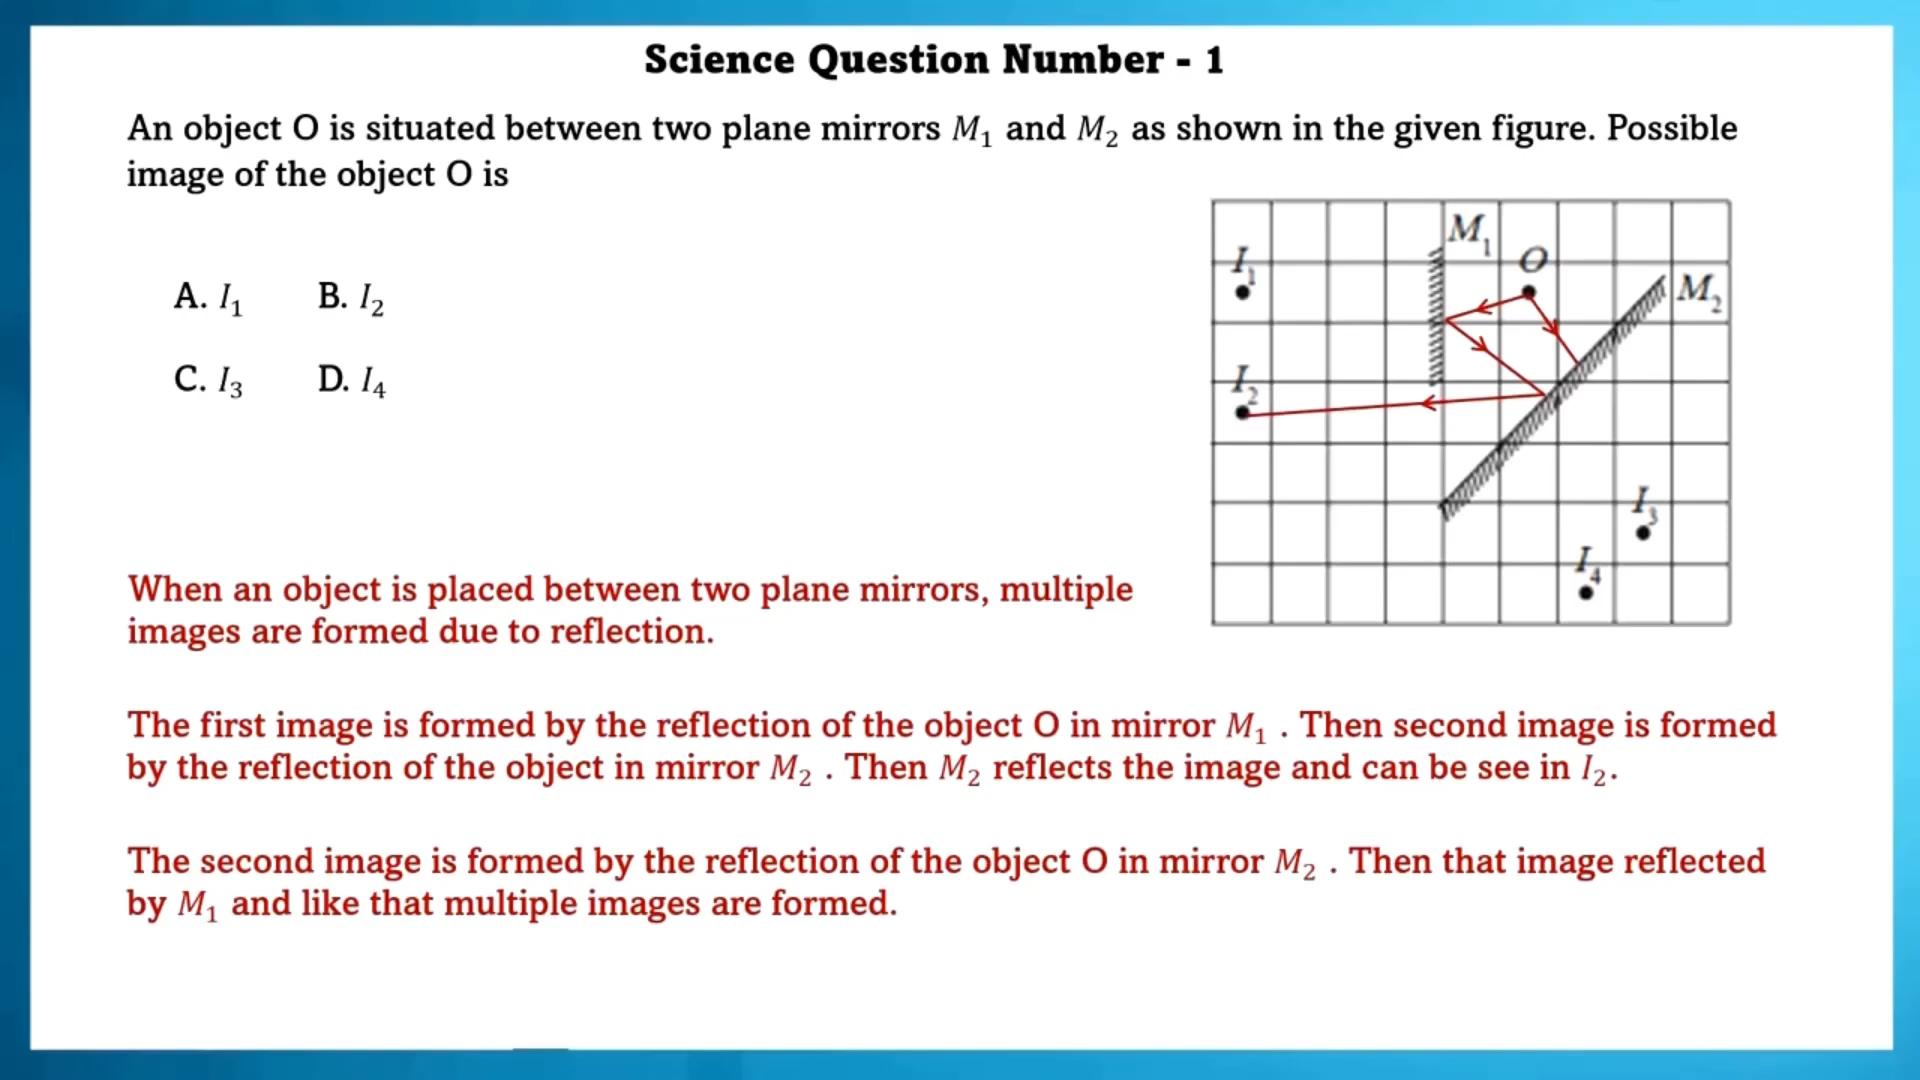 Science Question Number - 1
An object O is situated between two plane mirrors M₁ and M₂ as shown in the given figure. Possible
image of the object O is
A. I₁ B. I₂
C. I₃ D. I₄
M₁
O
I₁
M₂
I₂
I₃
I₄
When an object is placed between two plane mirrors, multiple
images are formed due to reflection.
The first image is formed by the reflection of the object O in mirror M₁ . Then second image is formed
by the reflection of the object in mirror M₂ . Then M₂ reflects the image and can be see in I₂.
The second image is formed by the reflection of the object O in mirror M₂ . Then that image reflected
by M₁ and like that multiple images are formed.